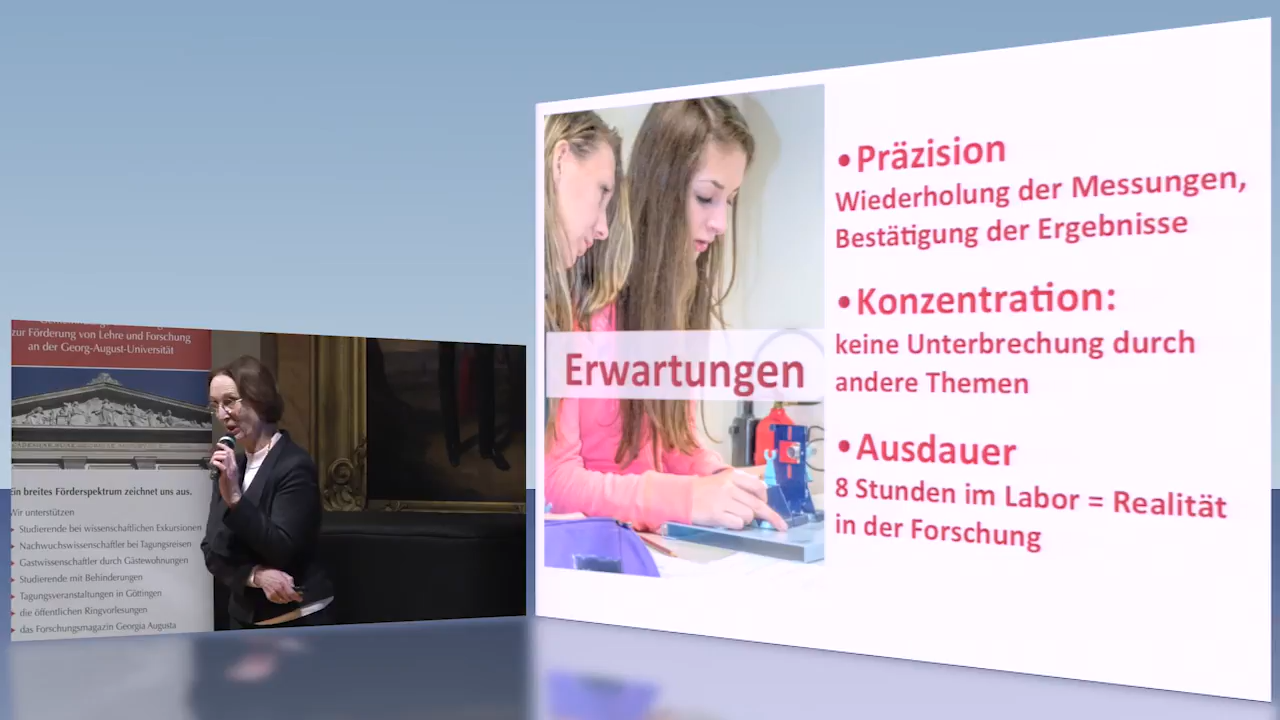 zur Förderung von Lehre und Forschung
an der Georg-August-Universität
Ein breites Förderspektrum zeichnet uns aus.
Wir unterstützen
Studierende bei wissenschaftlichen Exkursionen
Nachwuchswissenschaftler bei Tagungsreisen
Gastwissenschaftler durch Gästewohnungen
Studierende mit Behinderungen
Tagungsveranstaltungen in Göttingen
die öffentlichen Ringvorlesungen
das Forschungsmagazin Georgia Augusta
Erwartungen
•Präzision
Wiederholung der Messungen,
Bestätigung der Ergebnisse
•Konzentration:
keine Unterbrechung durch
andere Themen
•Ausdauer
8 Stunden im Labor = Realität
in der Forschung